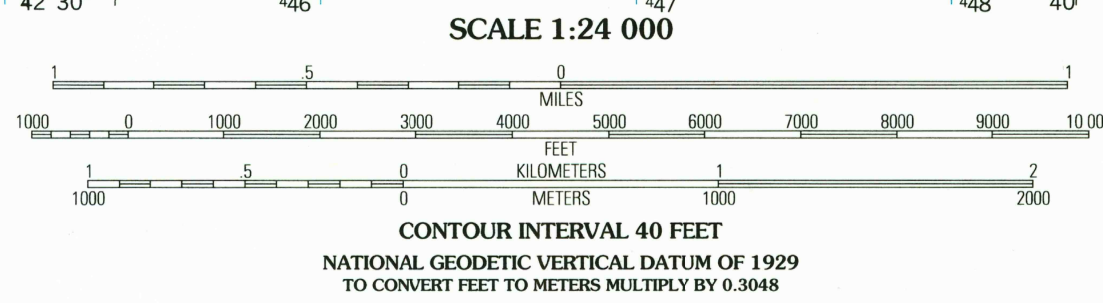 42'30" ⁴46 ⁴47 ⁴48 40'
SCALE 1:24 000
1 .5 0 1
MILES
1000 0 1000 2000 3000 4000 5000 6000 7000 8000 9000 10 00
FEET
1 .5 0 KILOMETERS 1 2
1000 0 METERS 1000 2000
CONTOUR INTERVAL 40 FEET
NATIONAL GEODETIC VERTICAL DATUM OF 1929
TO CONVERT FEET TO METERS MULTIPLY BY 0.3048